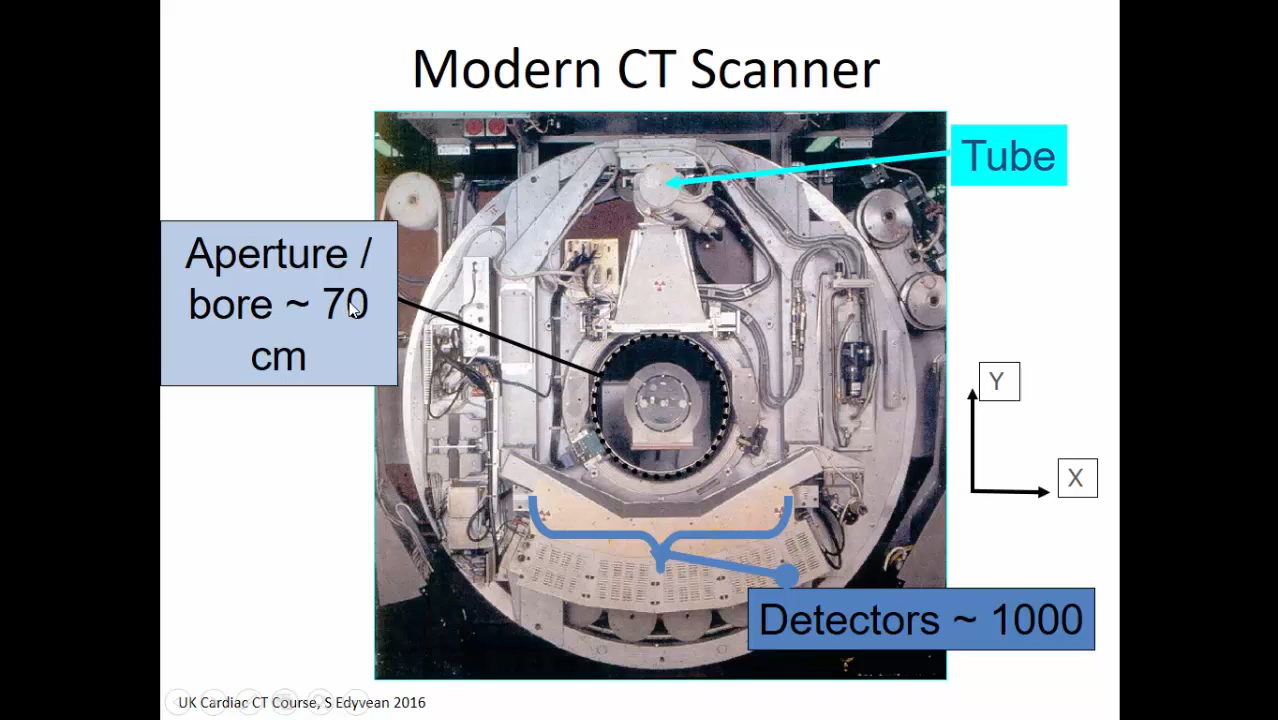 Modern CT Scanner
Tube
Aperture /
bore ~ 70
cm
Y
X
Detectors ~ 1000
UK Cardiac CT Course, S Edyvean 2016